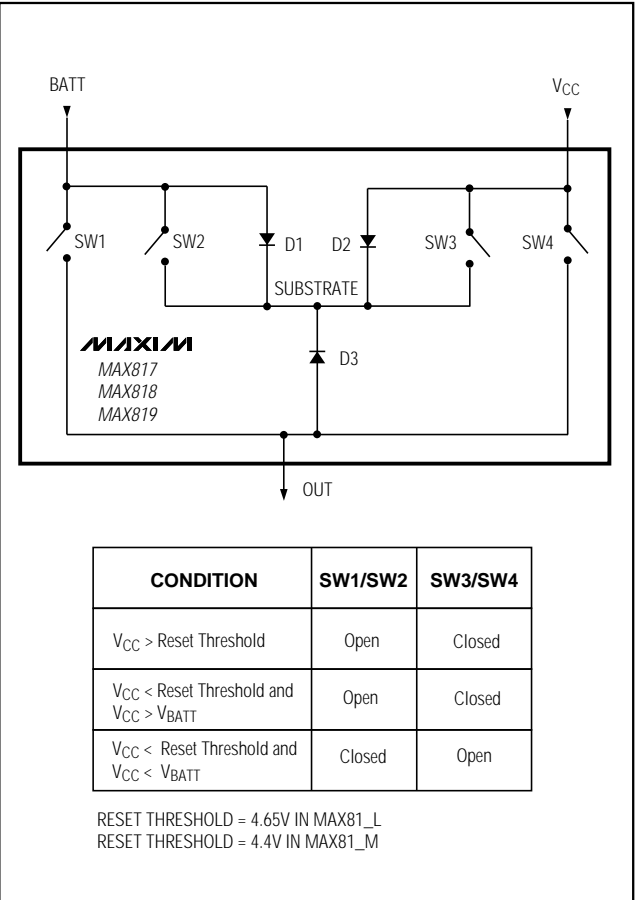 BATT
VCC
SW1
SW2
D1
D2
SW3
SW4
SUBSTRATE
MAXIM
MAX817
MAX818
MAX819
D3
OUT
CONDITION SW1/SW2 SW3/SW4
VCC > Reset Threshold Open Closed
VCC < Reset Threshold and
VCC > VBATT Open Closed
VCC < Reset Threshold and
VCC < VBATT Closed Open
RESET THRESHOLD = 4.65V IN MAX81_L
RESET THRESHOLD = 4.4V IN MAX81_M